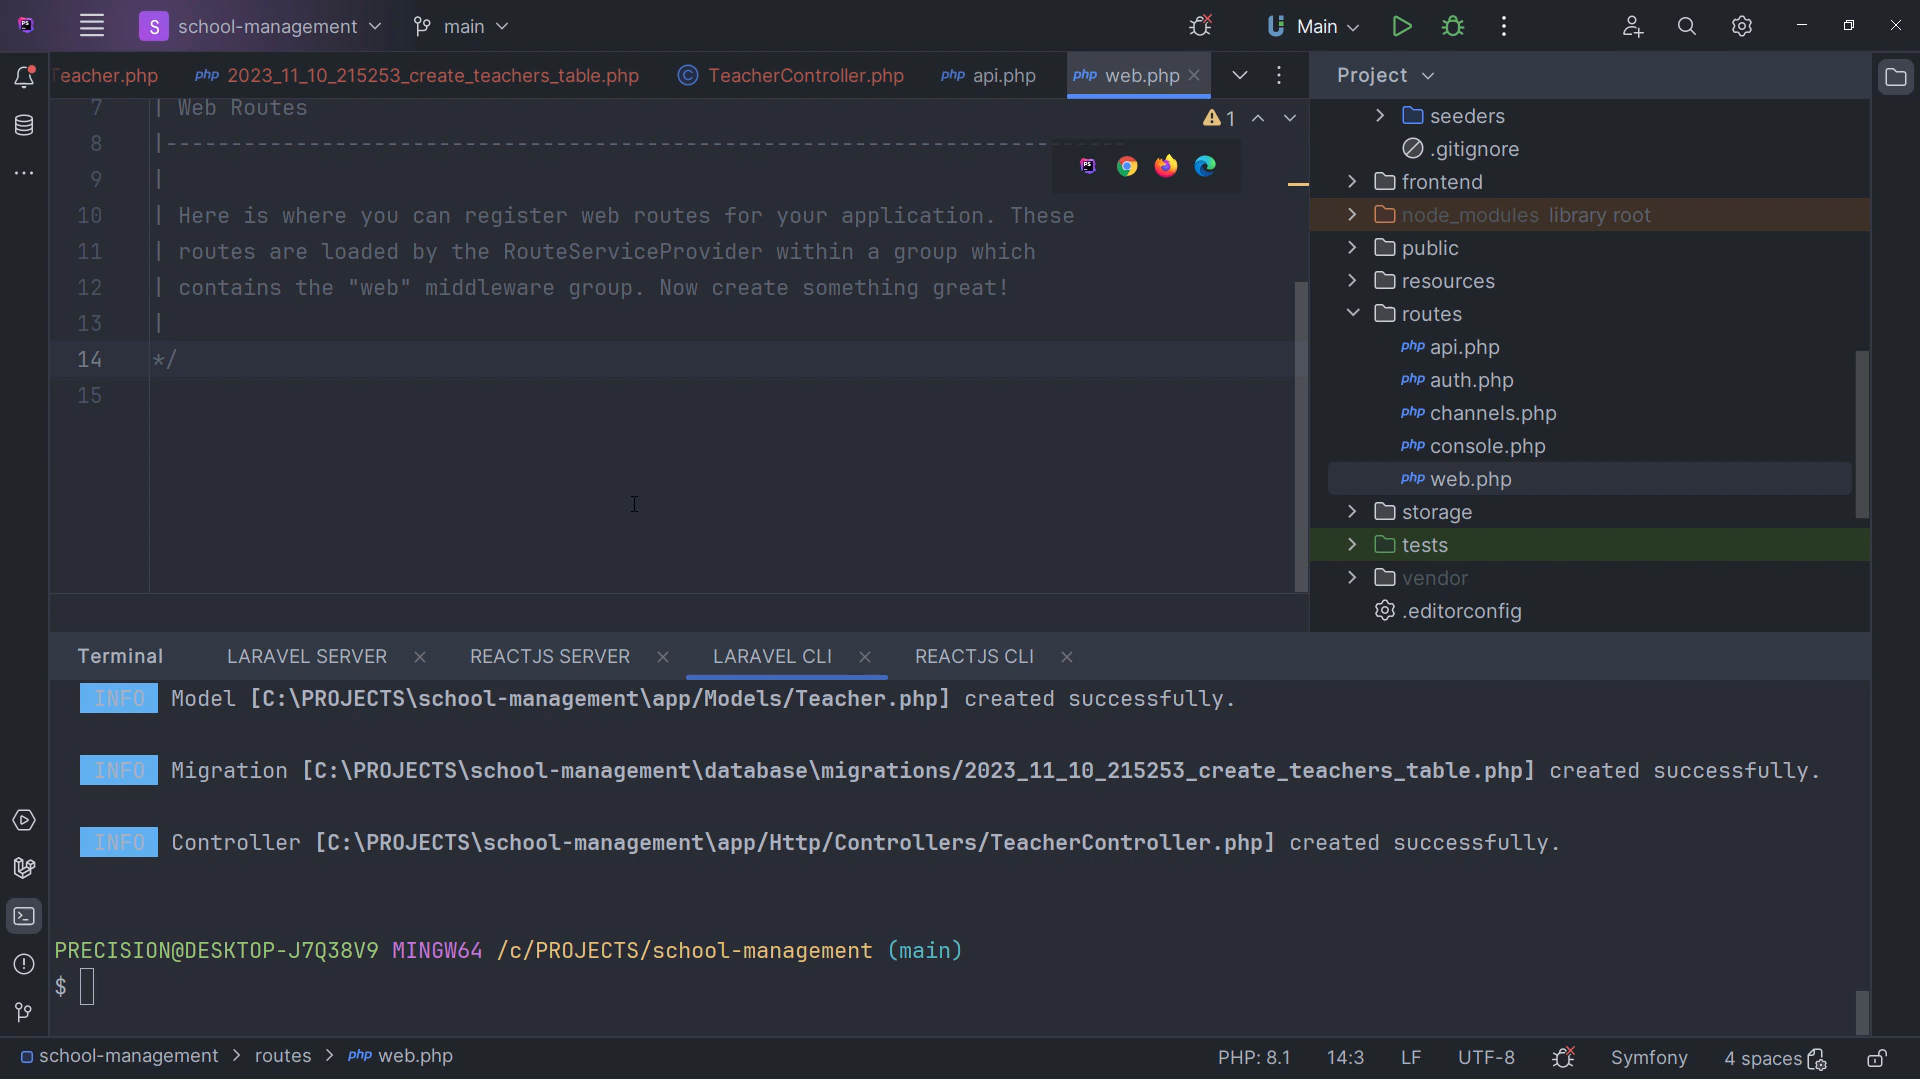 PS
S school-management
main
Main
Teacher.php
php 2023_11_10_215253_create_teachers_table.php
C TeacherController.php
php api.php
php web.php
Project
1
7 | Web Routes
8 |--------------------------------------------------------------------------
9 |
10 | Here is where you can register web routes for your application. These
11 | routes are loaded by the RouteServiceProvider within a group which
12 | contains the "web" middleware group. Now create something great!
13 |
14 */
15
PS
seeders
.gitignore
frontend
node_modules library root
public
resources
routes
php api.php
php auth.php
php channels.php
php console.php
php web.php
storage
tests
vendor
.editorconfig
Terminal
LARAVEL SERVER
REACTJS SERVER
LARAVEL CLI
REACTJS CLI
INFO Model [C:\PROJECTS\school-management\app/Models/Teacher.php] created successfully.
INFO Migration [C:\PROJECTS\school-management\database\migrations/2023_11_10_215253_create_teachers_table.php] created successfully.
INFO Controller [C:\PROJECTS\school-management\app/Http/Controllers/TeacherController.php] created successfully.
PRECISION@DESKTOP-J7Q38V9 MINGW64 /c/PROJECTS/school-management (main)
$
school-management > routes > php web.php
PHP: 8.1
14:3
LF
UTF-8
Symfony
4 spaces